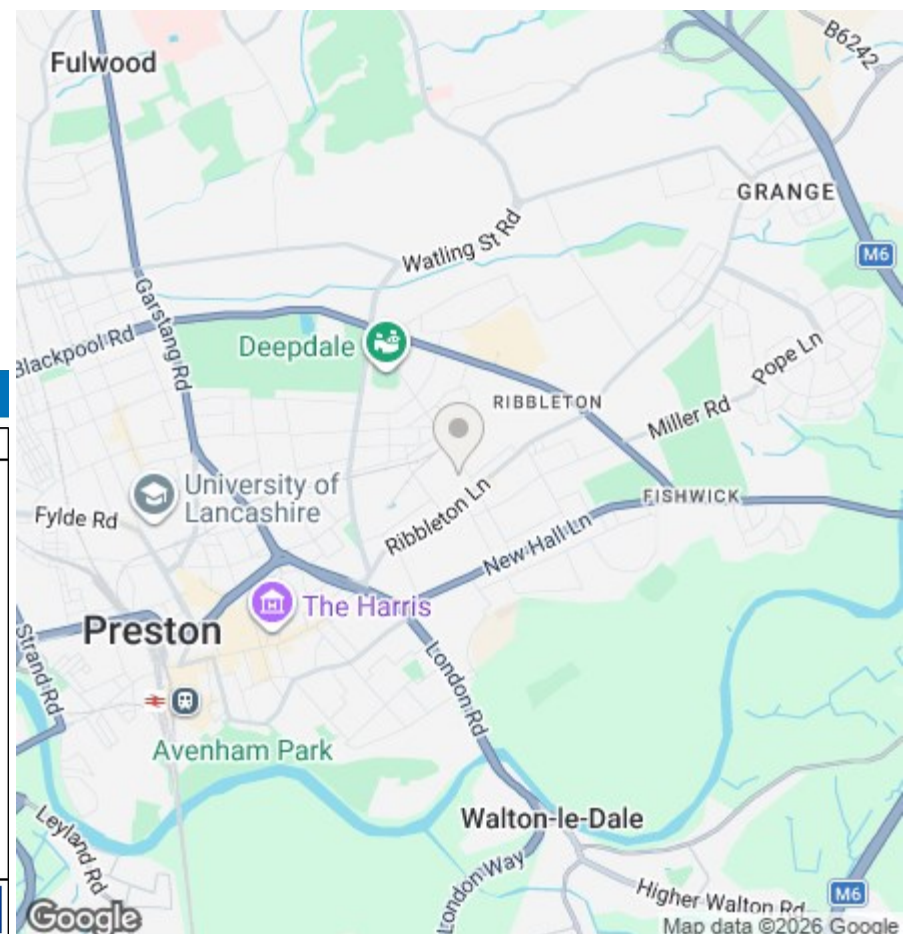 Fulwood
B6242
GRANGE
Watling St Rd
M6
Garstang Rd
Blackpool Rd
Deepdale
Pope Ln
RIBBLETON
Miller Rd
University of
Lancashire
FISHWICK
Fylde Rd
Ribbleton Ln
New Hall Ln
The Harris
Preston
Strand Rd
London Rd
Avenham Park
Walton-le-Dale
Leyland Rd
London Way
Higher Walton Rd
M6
Google
Map data ©2026 Google